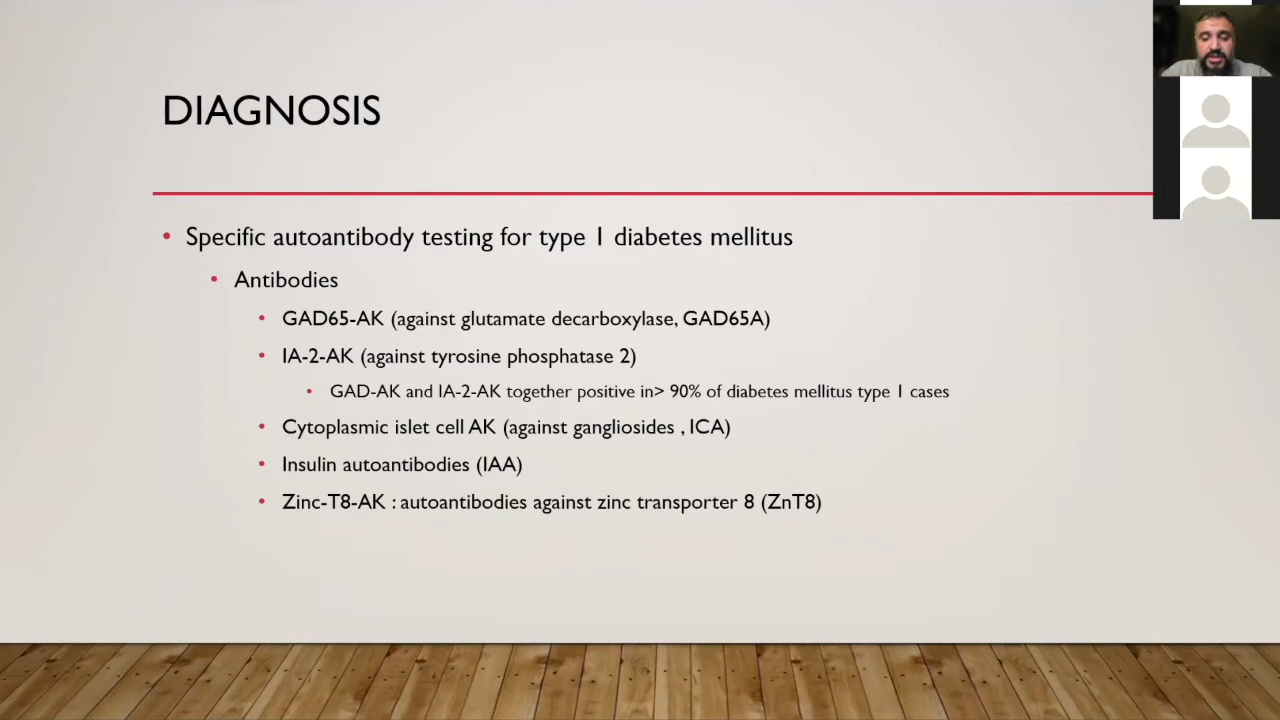 DIAGNOSIS
• Specific autoantibody testing for type 1 diabetes mellitus
• Antibodies
• GAD65-AK (against glutamate decarboxylase, GAD65A)
• IA-2-AK (against tyrosine phosphatase 2)
• GAD-AK and IA-2-AK together positive in> 90% of diabetes mellitus type 1 cases
• Cytoplasmic islet cell AK (against gangliosides , ICA)
• Insulin autoantibodies (IAA)
• Zinc-T8-AK : autoantibodies against zinc transporter 8 (ZnT8)